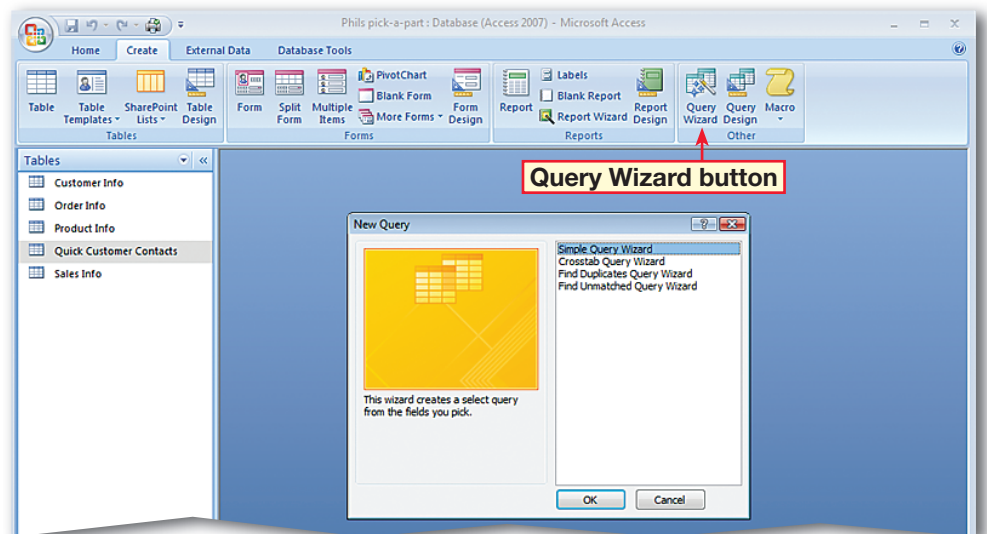 Phils pick-a-part : Database (Access 2007) - Microsoft Access
Home Create External Data Database Tools
Table
Table Templates
SharePoint Lists
Table Design
Tables
Form
Split Form
Multiple Items
PivotChart
Blank Form
More Forms
Form Design
Forms
Report
Labels
Blank Report
Report Wizard
Report Design
Reports
Query Wizard
Query Design
Macro
Other
Query Wizard button
Tables
Customer Info
Order Info
Product Info
Quick Customer Contacts
Sales Info
New Query
This wizard creates a select query
from the fields you pick.
Simple Query Wizard
Crosstab Query Wizard
Find Duplicates Query Wizard
Find Unmatched Query Wizard
OK Cancel